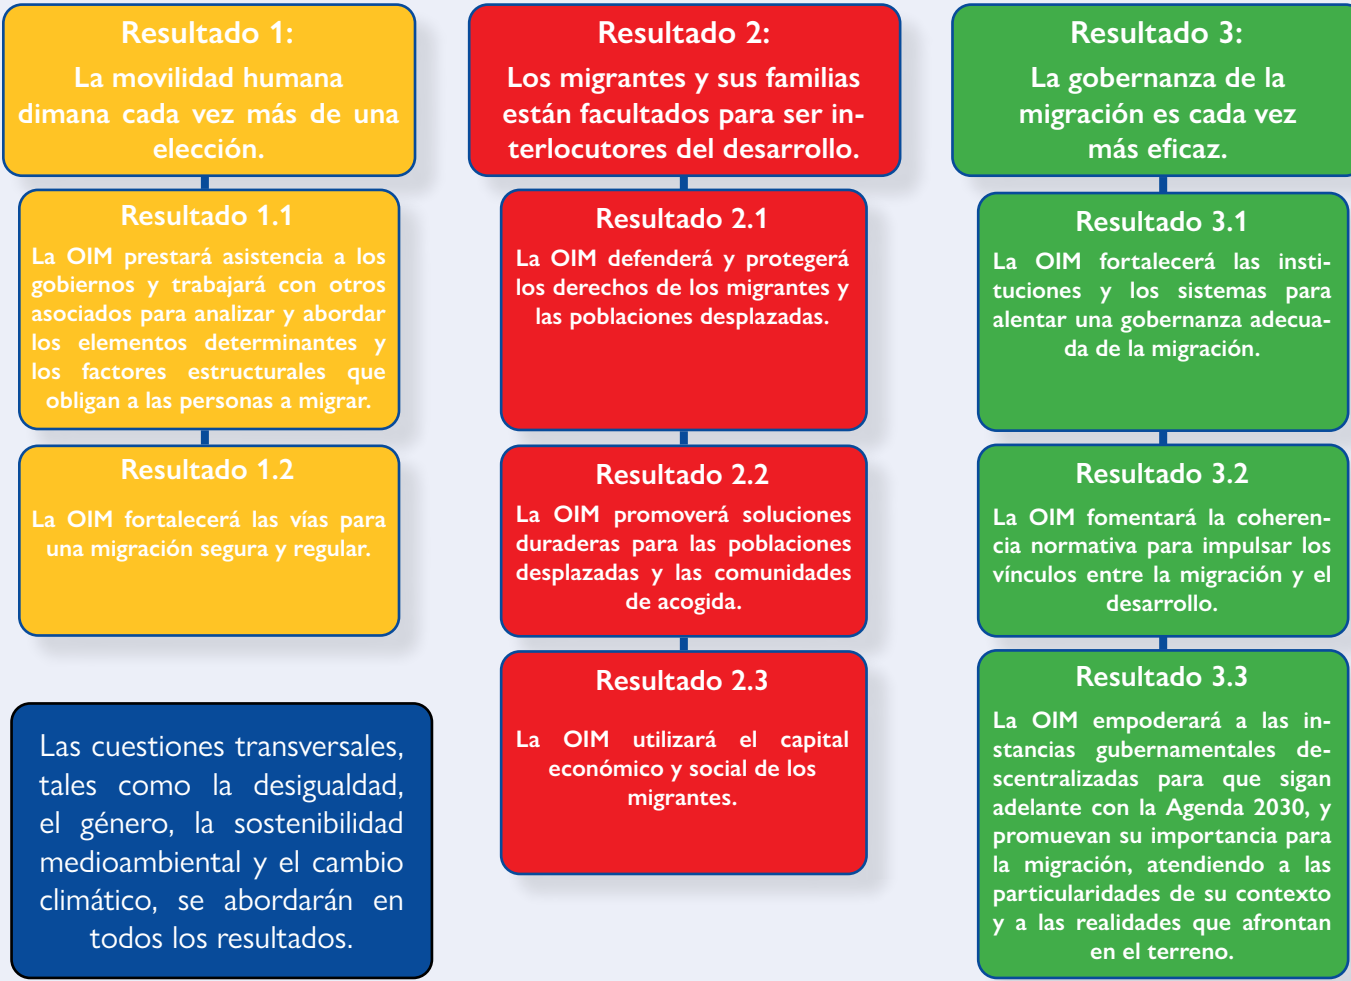 Resultado 1:
La movilidad humana
dimana cada vez más de una
elección.
Resultado 1.1
La OIM prestará asistencia a los
gobiernos y trabajará con otros
asociados para analizar y abordar
los elementos determinantes y
los factores estructurales que
obligan a las personas a migrar.
Resultado 1.2
La OIM fortalecerá las vías para
una migración segura y regular.
Las cuestiones transversales,
tales como la desigualdad,
el género, la sostenibilidad
medioambiental y el cambio
climático, se abordarán en
todos los resultados.
Resultado 2:
Los migrantes y sus familias
están facultados para ser in-
terlocutores del desarrollo.
Resultado 2.1
La OIM defenderá y protegerá
los derechos de los migrantes y
las poblaciones desplazadas.
Resultado 2.2
La OIM promoverá soluciones
duraderas para las poblaciones
desplazadas y las comunidades
de acogida.
Resultado 2.3
La OIM utilizará el capital
económico y social de los
migrantes.
Resultado 3:
La gobernanza de la
migración es cada vez
más eficaz.
Resultado 3.1
La OIM fortalecerá las insti-
tuciones y los sistemas para
alentar una gobernanza adecua-
da de la migración.
Resultado 3.2
La OIM fomentará la coheren-
cia normativa para impulsar los
vínculos entre la migración y el
desarrollo.
Resultado 3.3
La OIM empoderará a las in-
stancias gubernamentales de-
scentralizadas para que sigan
adelante con la Agenda 2030, y
promuevan su importancia para
la migración, atendiendo a las
particularidades de su contexto
y a las realidades que afrontan
en el terreno.